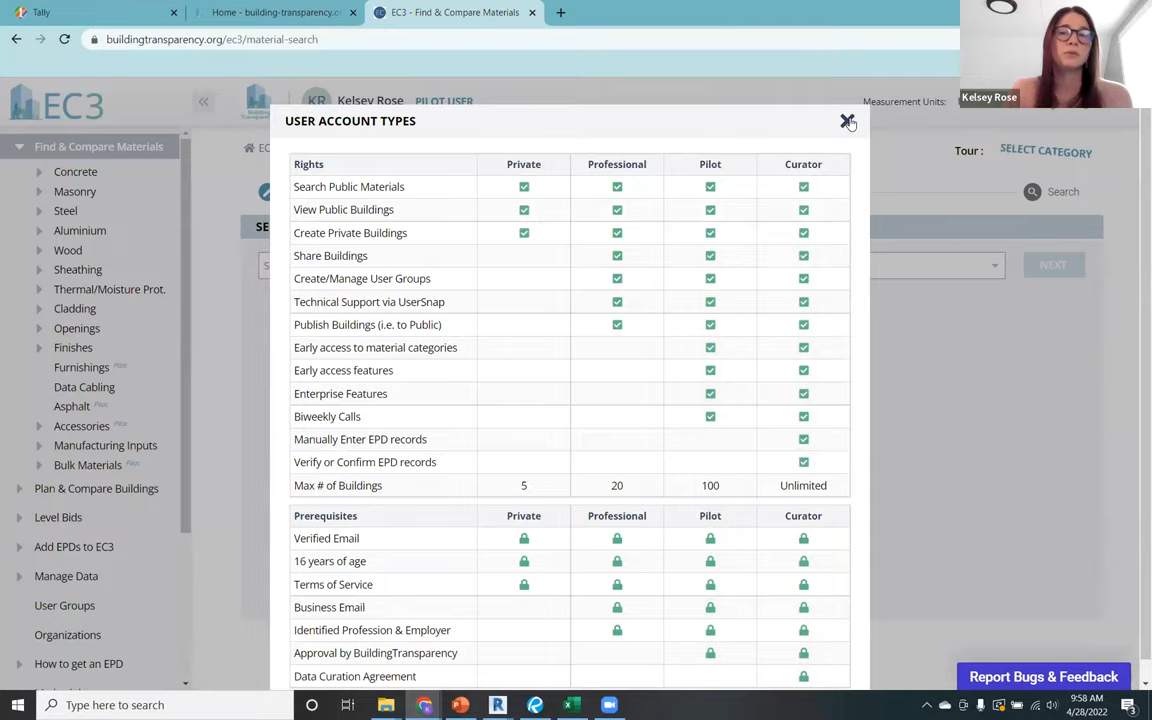 Tally
Home - building-transparency.o
EC3 - Find & Compare Materials
buildingtransparency.org/ec3/material-search
Kelsey Rose
EC3
KR
Kelsey Rose
PILOT USER
Measurement Units:
USER ACCOUNT TYPES
Find & Compare Materials
EC
Tour :
SELECT CATEGORY
Concrete
Masonry
Steel
Aluminium
Wood
Sheathing
Thermal/Moisture Prot.
Cladding
Openings
Finishes
Furnishings Pilot
Data Cabling
Asphalt Pilot
Accessories Pilot
Manufacturing Inputs
Bulk Materials Pilot
Plan & Compare Buildings
Level Bids
Add EPDs to EC3
Manage Data
User Groups
Organizations
How to get an EPD
Search
SE
S
NEXT
Rights Private Professional Pilot Curator
Search Public Materials
View Public Buildings
Create Private Buildings
Share Buildings
Create/Manage User Groups
Technical Support via UserSnap
Publish Buildings (i.e. to Public)
Early access to material categories
Early access features
Enterprise Features
Biweekly Calls
Manually Enter EPD records
Verify or Confirm EPD records
Max # of Buildings 5 20 100 Unlimited
Prerequisites Private Professional Pilot Curator
Verified Email
16 years of age
Terms of Service
Business Email
Identified Profession & Employer
Approval by BuildingTransparency
Data Curation Agreement
Report Bugs & Feedback
Type here to search
9:58 AM
4/28/2022
3